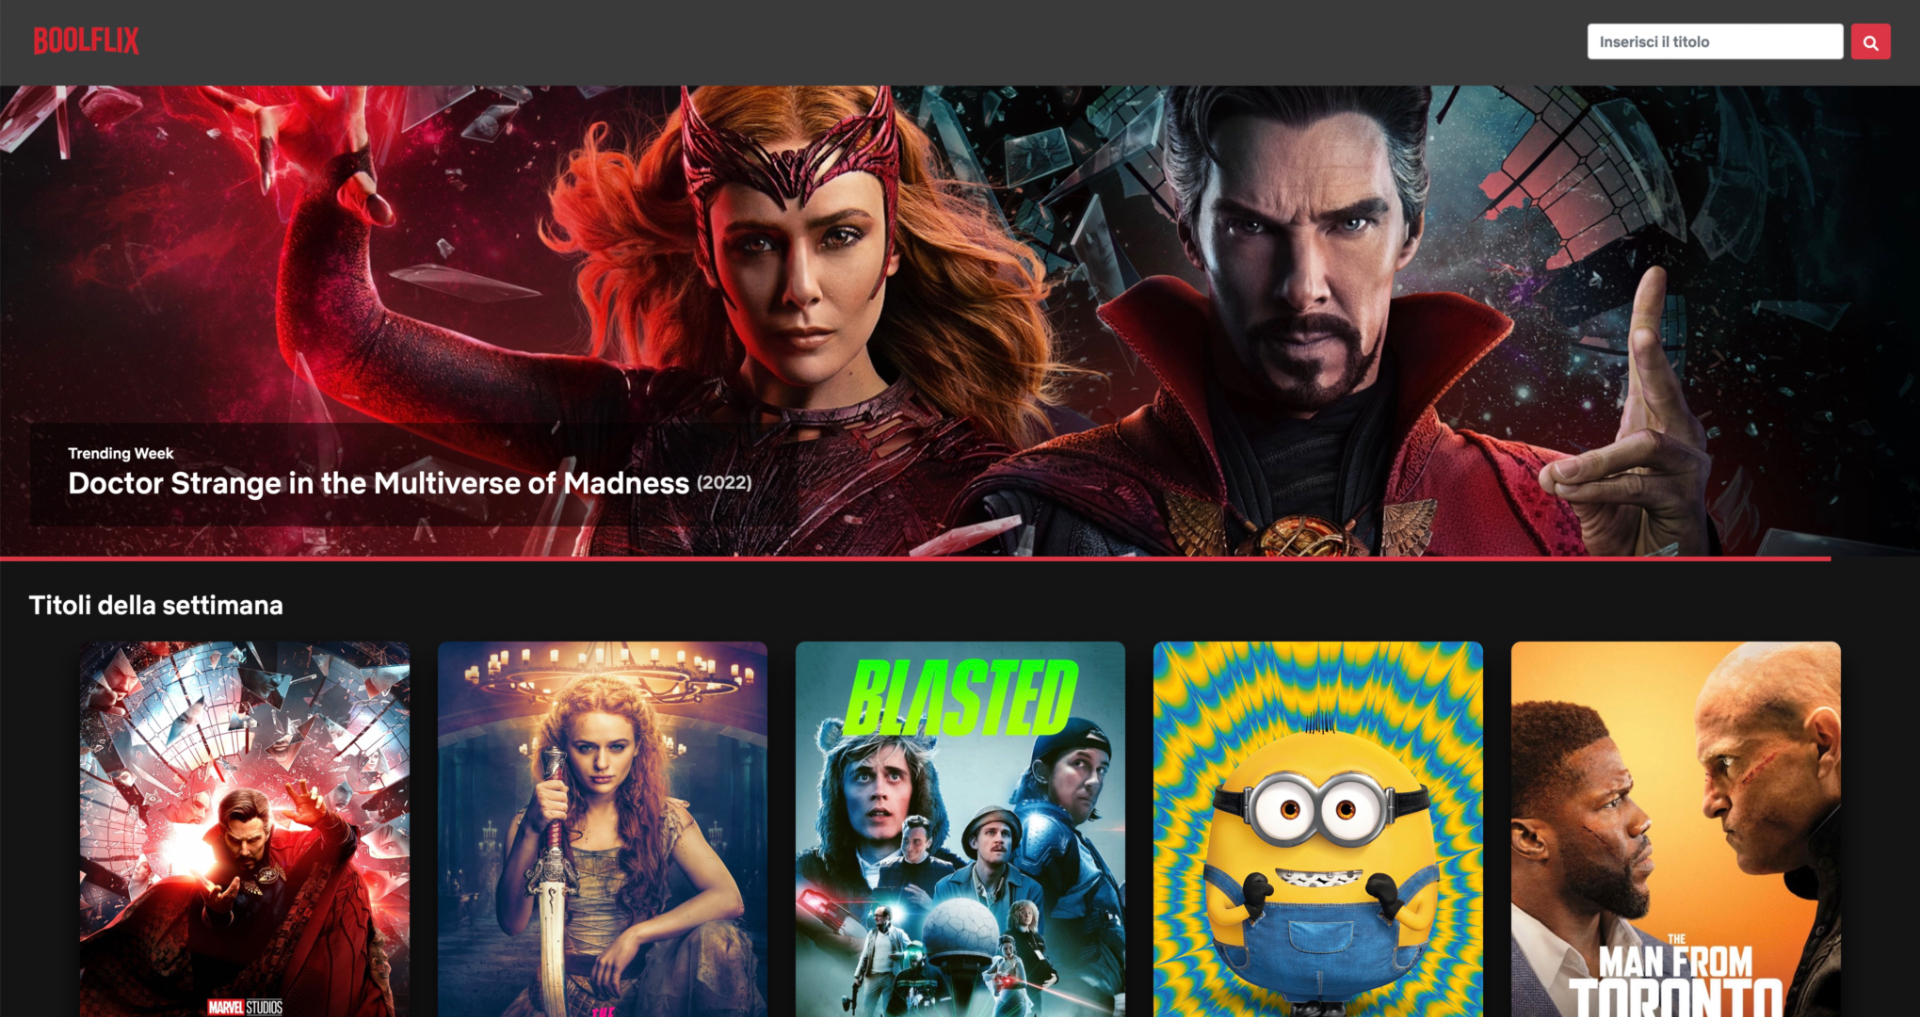 BOOLFLIX
Inserisci il titolo
Trending Week
Doctor Strange in the Multiverse of Madness (2022)
Titoli della settimana
MARVEL STUDIOS
THE
BLASTED
THE
MAN FROM
TORONTO